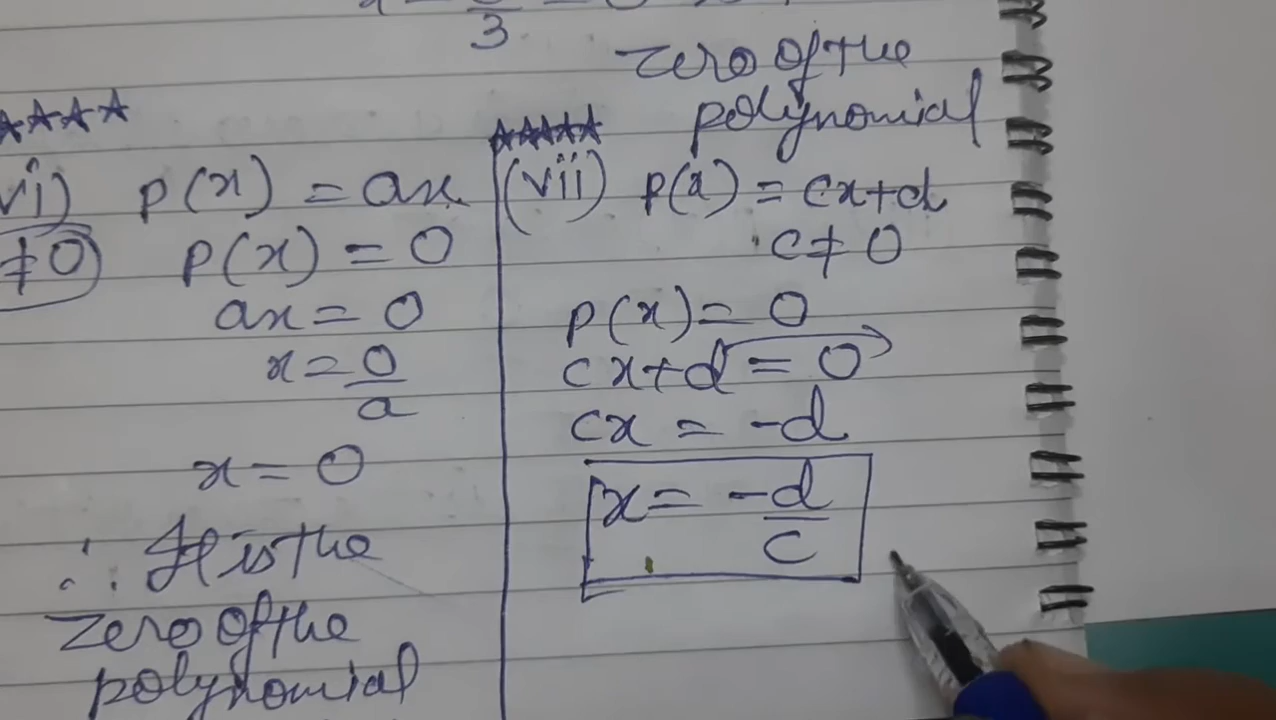 3
zero of the
polynomial
vi) p(x) = ax
≠0)
p(x) = 0
ax = 0
x = 0/a
x = 0
∴ It is the
zero of the
polynomial
(vii) p(x) = cx+d
c≠0
p(x) = 0
cx+d = 0
cx = -d
x = -d/c